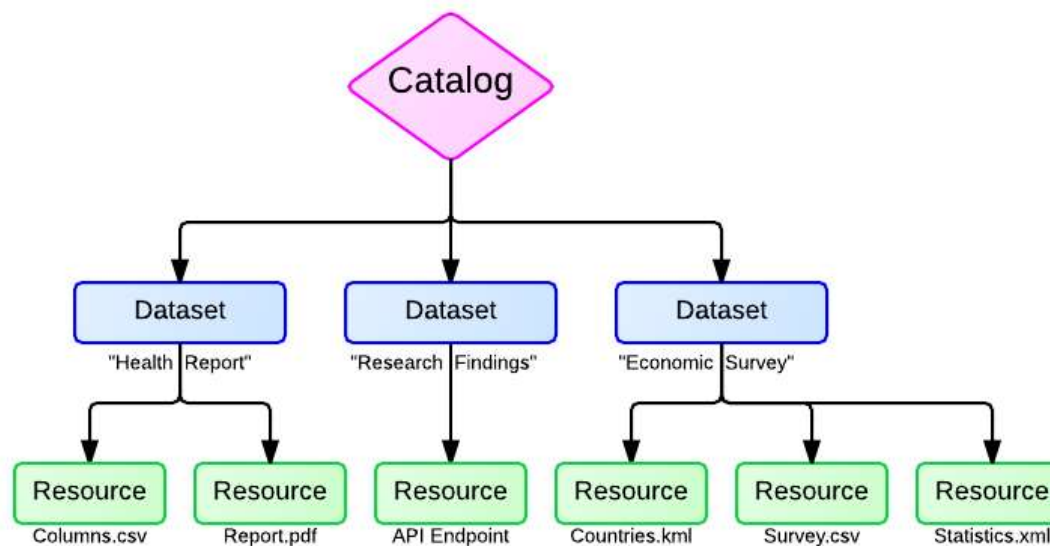 Catalog
Dataset
Dataset
Dataset
"Health Report"
"Research Findings"
"Economic Survey"
Resource
Resource
Resource
Resource
Resource
Resource
Columns.csv
Report.pdf
API Endpoint
Countries.kml
Survey.csv
Statistics.xml